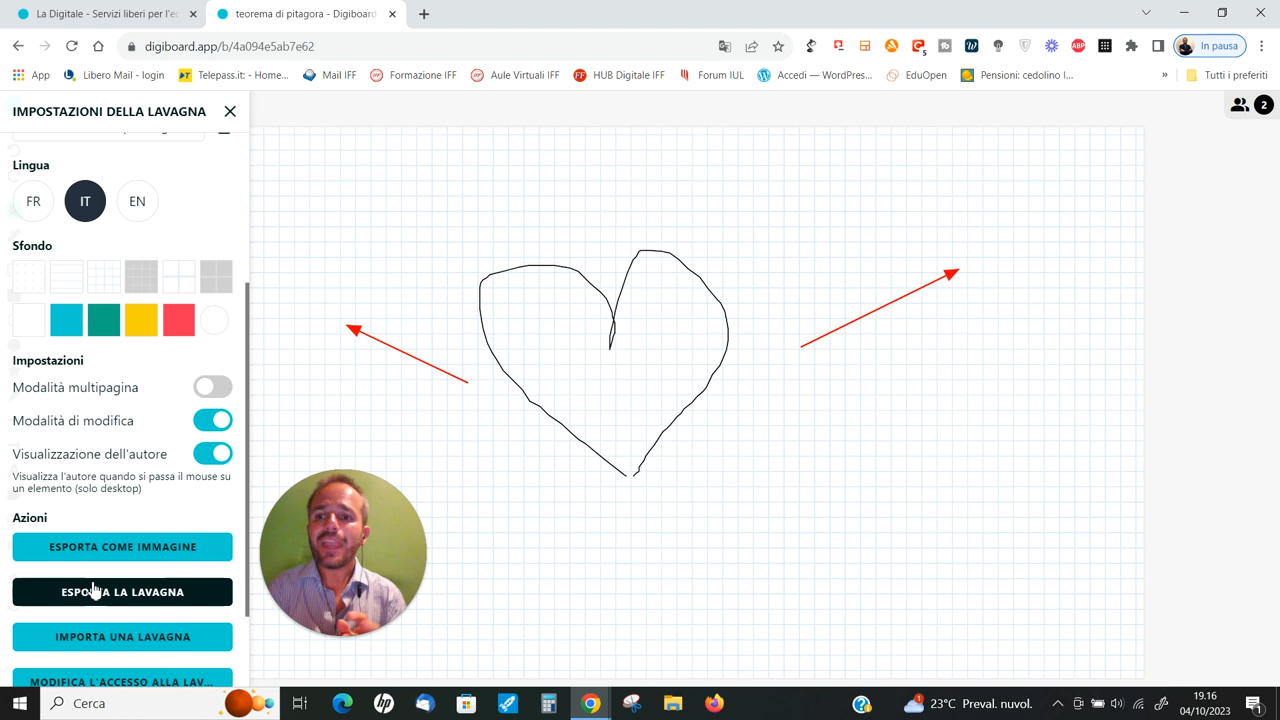 La Digitale - Servizi liberi per l'e
teorema di pitagora - Digiboard
digiboard.app/b/4a094e5ab7e62
In pausa
App
Libero Mail - login
Telepass.it: - Home...
Mail IFF
Formazione IFF
Aule Virtuali IFF
HUB Digitale IFF
Forum IUL
Accedi — WordPres...
EduOpen
Pensioni: cedolino I...
»
Tutti i preferiti
IMPOSTAZIONI DELLA LAVAGNA
2
Lingua
FR
IT
EN
Sfondo
Impostazioni
Modalità multipagina
Modalità di modifica
Visualizzazione dell'autore
Visualizza l'autore quando si passa il mouse su
un elemento (solo desktop)
Azioni
ESPORTA COME IMMAGINE
ESPORTA LA LAVAGNA
IMPORTA UNA LAVAGNA
MODIFICA L'ACCESSO ALLA LAV...
Cerca
23°C Preval. nuvol.
19.16
04/10/2023